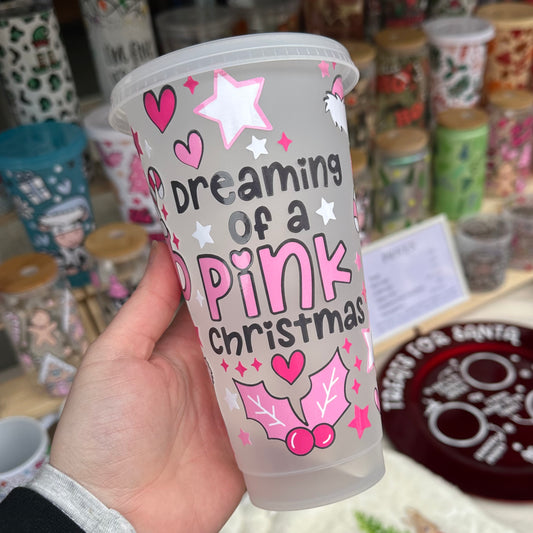 Dreaming
of a
Pink
christmas
TREATS FOR SANTA